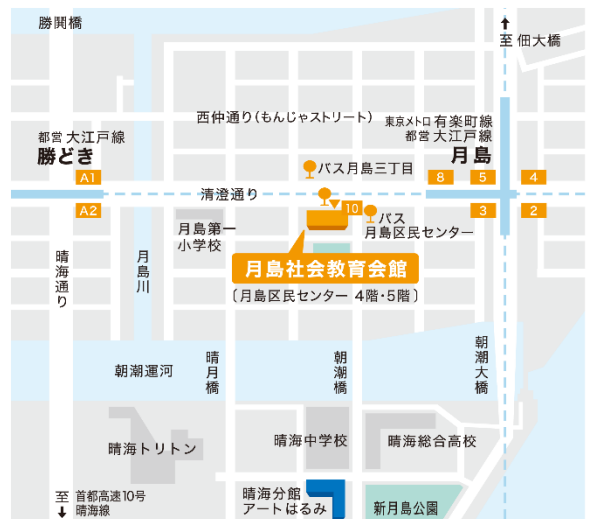 勝鬨橋
至 佃大橋
西仲通り(もんじゃストリート)
東京メトロ 有楽町線
都営 大江戸線
月島
都営 大江戸線
勝どき
バス月島三丁目
A1
8
5
4
清澄通り
A2
10
3
2
バス
月島区民センター
月島第一
小学校
晴海通り
月島川
月島社会教育会館
〔月島区民センター 4階・5階〕
朝潮運河
晴月橋
朝潮橋
朝潮大橋
晴海トリトン
晴海中学校
晴海総合高校
至 首都高速10号
晴海線
晴海分館
アートはるみ
新月島公園